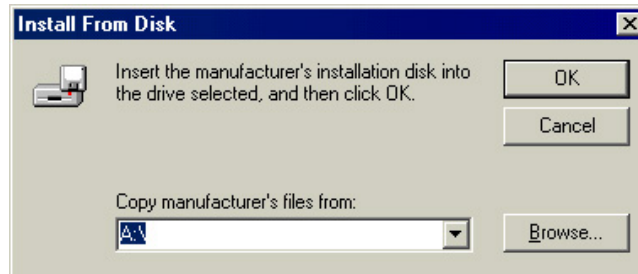 Install From Disk
Insert the manufacturer's installation disk into
the drive selected, and then click OK.
OK
Cancel
Copy manufacturer's files from:
A:\
Browse...